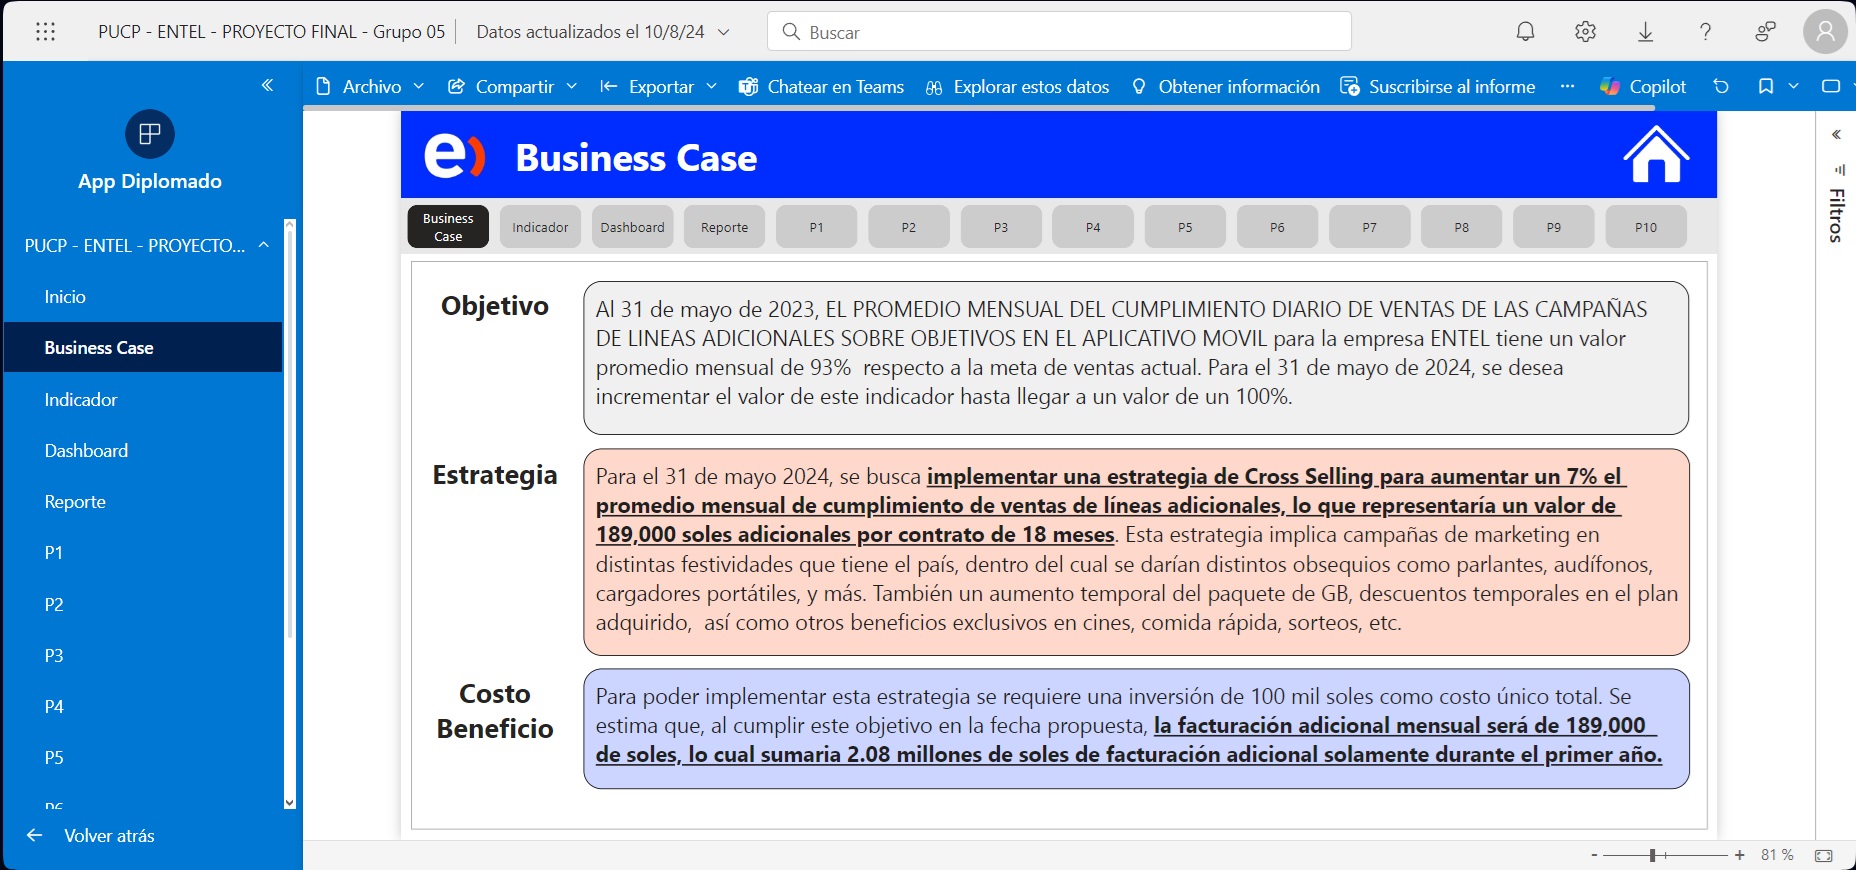 PUCP - ENTEL - PROYECTO FINAL - Grupo 05
Datos actualizados el 10/8/24
Buscar
Archivo
Compartir
Exportar
Chatear en Teams
Explorar estos datos
Obtener información
Suscribirse al informe
...
Copilot
App Diplomado
PUCP - ENTEL - PROYECTO...
Inicio
Business Case
Indicador
Dashboard
Reporte
P1
P2
P3
P4
P5
P6
Volver atrás
e)
Business Case
Business
Case
Indicador
Dashboard
Reporte
P1
P2
P3
P4
P5
P6
P7
P8
P9
P10
Objetivo
Al 31 de mayo de 2023, EL PROMEDIO MENSUAL DEL CUMPLIMIENTO DIARIO DE VENTAS DE LAS CAMPAÑAS
DE LINEAS ADICIONALES SOBRE OBJETIVOS EN EL APLICATIVO MOVIL para la empresa ENTEL tiene un valor
promedio mensual de 93%  respecto a la meta de ventas actual. Para el 31 de mayo de 2024, se desea
incrementar el valor de este indicador hasta llegar a un valor de un 100%.
Estrategia
Para el 31 de mayo 2024, se busca implementar una estrategia de Cross Selling para aumentar un 7% el
promedio mensual de cumplimiento de ventas de líneas adicionales, lo que representaría un valor de
189,000 soles adicionales por contrato de 18 meses. Esta estrategia implica campañas de marketing en
distintas festividades que tiene el país, dentro del cual se darían distintos obsequios como parlantes, audífonos,
cargadores portátiles, y más. También un aumento temporal del paquete de GB, descuentos temporales en el plan
adquirido,  así como otros beneficios exclusivos en cines, comida rápida, sorteos, etc.
Costo
Beneficio
Para poder implementar esta estrategia se requiere una inversión de 100 mil soles como costo único total. Se
estima que, al cumplir este objetivo en la fecha propuesta, la facturación adicional mensual será de 189,000
de soles, lo cual sumaria 2.08 millones de soles de facturación adicional solamente durante el primer año.
Filtros
- + 81 %